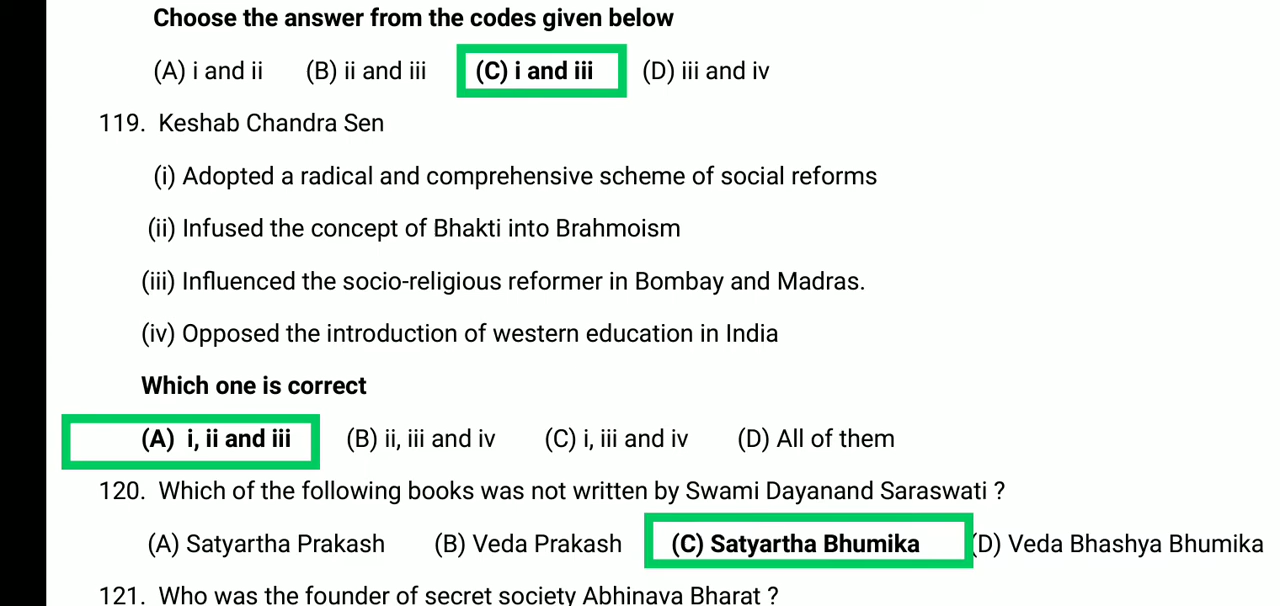 Choose the answer from the codes given below
(A) i and ii (B) ii and iii (C) i and iii (D) iii and iv
119. Keshab Chandra Sen
(i) Adopted a radical and comprehensive scheme of social reforms
(ii) Infused the concept of Bhakti into Brahmoism
(iii) Influenced the socio-religious reformer in Bombay and Madras.
(iv) Opposed the introduction of western education in India
Which one is correct
(A) i, ii and iii (B) ii, iii and iv (C) i, iii and iv (D) All of them
120. Which of the following books was not written by Swami Dayanand Saraswati ?
(A) Satyartha Prakash (B) Veda Prakash (C) Satyartha Bhumika (D) Veda Bhashya Bhumika
121. Who was the founder of secret society Abhinava Bharat ?